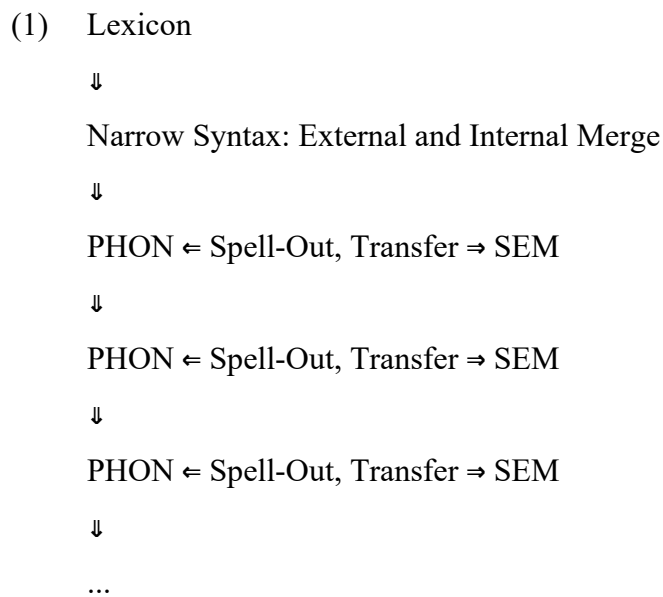 (1) Lexicon
⇓
Narrow Syntax: External and Internal Merge
⇓
PHON ⇐ Spell-Out, Transfer ⇒ SEM
⇓
PHON ⇐ Spell-Out, Transfer ⇒ SEM
⇓
PHON ⇐ Spell-Out, Transfer ⇒ SEM
⇓
...